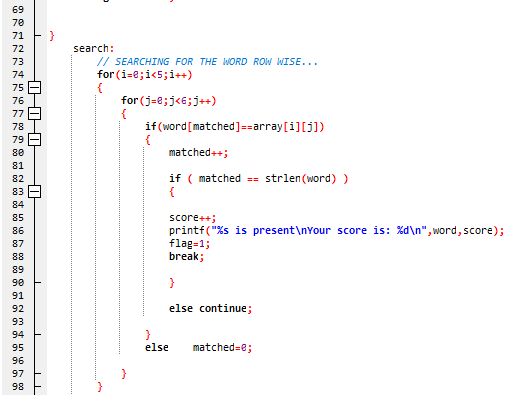 69
70
71 }
72 search:
73 // SEARCHING FOR THE WORD ROW WISE...
74 for(i=0;i<5;i++)
75 {
76 for(j=0;j<6;j++)
77 {
78 if(word[matched]==array[i][j])
79 {
80 matched++;
81
82 if ( matched == strlen(word) )
83 {
84
85 score++;
86 printf("%s is present\nYour score is: %d\n",word,score);
87 flag=1;
88 break;
89
90 }
91
92 else continue;
93
94 }
95 else matched=0;
96
97 }
98 }